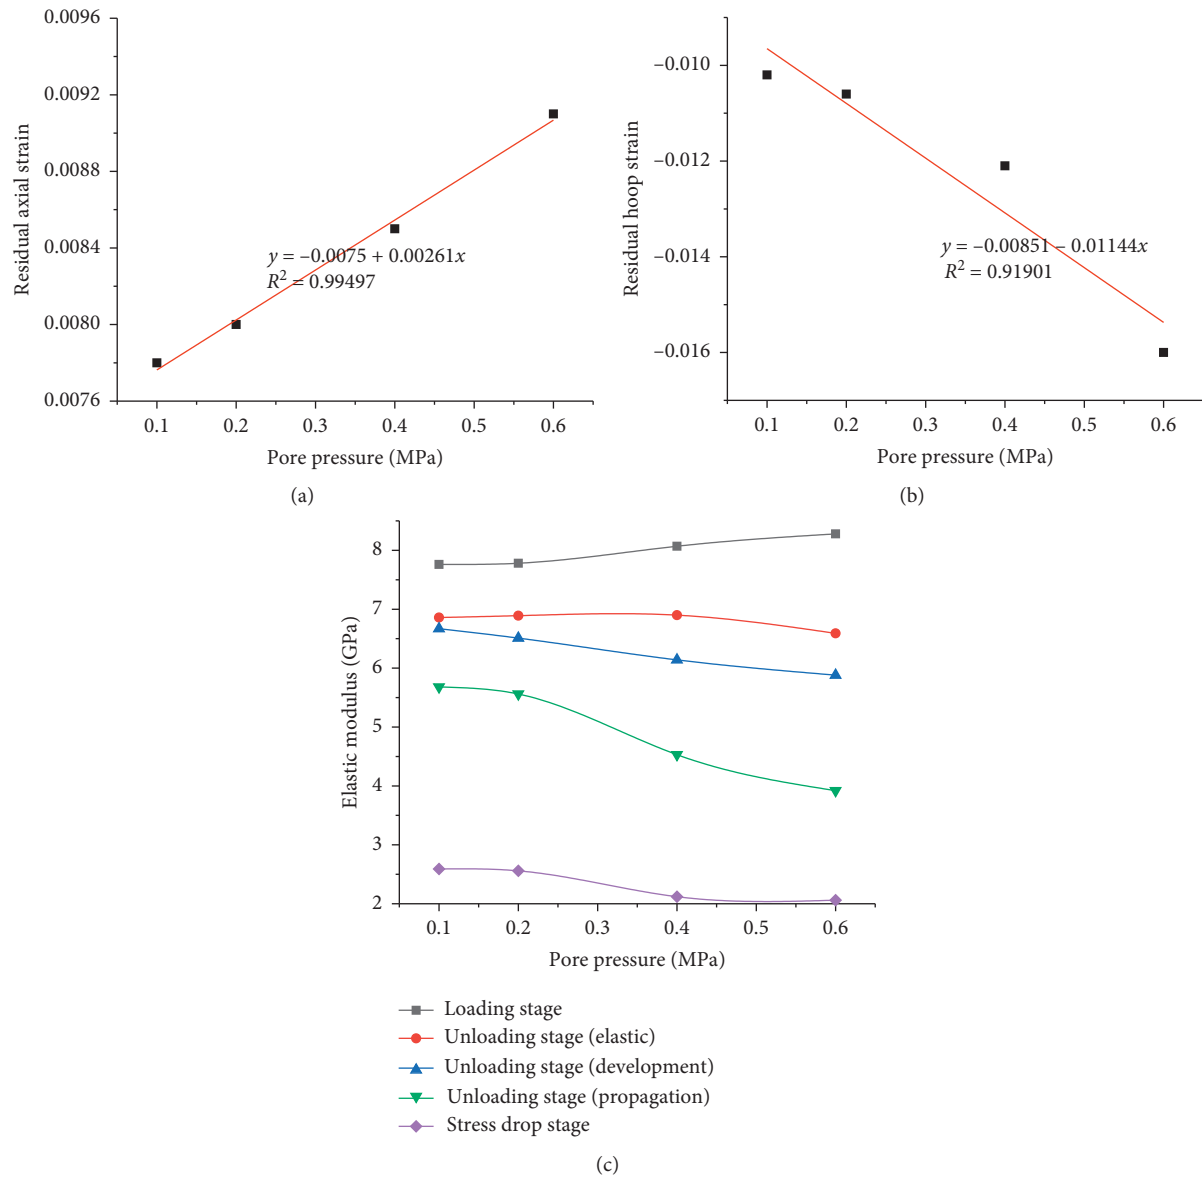 0.0096
0.0092
0.0088
0.0084
0.0080
0.0076
Residual axial strain
y = –0.0075 + 0.00261x
R² = 0.99497
0.1 0.2 0.3 0.4 0.5 0.6
Pore pressure (MPa)
(a)
–0.010
–0.012
–0.014
–0.016
Residual hoop strain
y = –0.00851 – 0.01144x
R² = 0.91901
0.1 0.2 0.3 0.4 0.5 0.6
Pore pressure (MPa)
(b)
8
7
6
5
4
3
2
Elastic modulus (GPa)
0.1 0.2 0.3 0.4 0.5 0.6
Pore pressure (MPa)
Loading stage
Unloading stage (elastic)
Unloading stage (development)
Unloading stage (propagation)
Stress drop stage
(c)